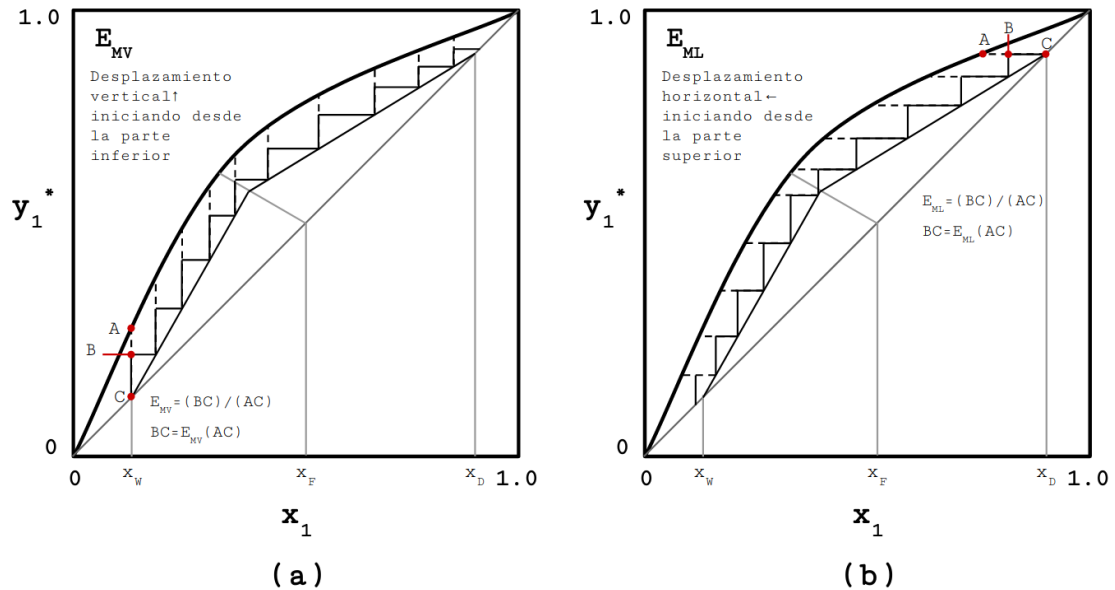 1.0
E_MV
Desplazamiento
vertical↑
iniciando desde
la parte
inferior
y_1*
A
B
C
E_MV=(BC)/(AC)
BC=E_MV(AC)
0
0
x_W
x_F
x_D
1.0
x_1
(a)
1.0
E_ML
Desplazamiento
horizontal←
iniciando desde
la parte
superior
A
B
C
y_1*
E_ML=(BC)/(AC)
BC=E_ML(AC)
0
0
x_W
x_F
x_D
1.0
x_1
(b)